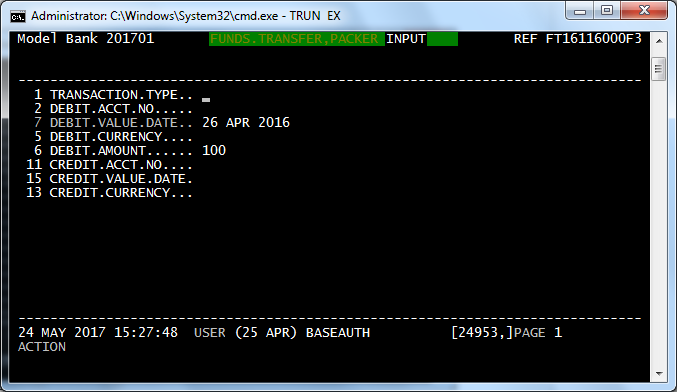 Administrator: C:\Windows\System32\cmd.exe - TRUN EX
Model Bank 201701 FUNDS.TRANSFER,PACKER INPUT REF FT16116000F3
--------------------------------------------------------------------------------
1 TRANSACTION.TYPE.. _
2 DEBIT.ACCT.NO.....
7 DEBIT.VALUE.DATE.. 26 APR 2016
5 DEBIT.CURRENCY....
6 DEBIT.AMOUNT...... 100
11 CREDIT.ACCT.NO....
15 CREDIT.VALUE.DATE.
13 CREDIT.CURRENCY...
--------------------------------------------------------------------------------
24 MAY 2017 15:27:48 USER (25 APR) BASEAUTH [24953,]PAGE 1
ACTION